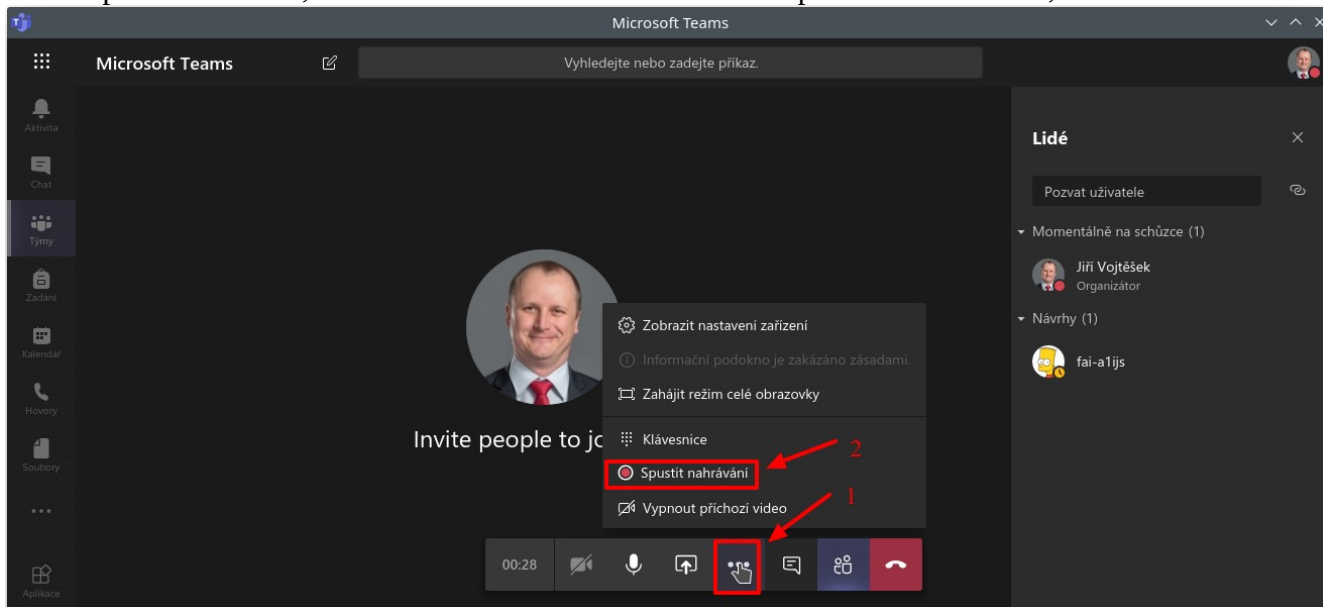 Microsoft Teams
Microsoft Teams
Vyhledejte nebo zadejte příkaz.
Aktivita
Chat
Týmy
Zadání
Kalendář
Hovory
Soubory
Aplikace
Invite people to jo
Zobrazit nastavení zařízení
Informační podokno je zakázáno zásadami.
Zahájit režim celé obrazovky
Klávesnice
Spustit nahrávání
Vypnout příchozí video
2
1
00:28
Lidé
Pozvat uživatele
Momentálně na schůzce (1)
Jiří Vojtěšek
Organizátor
Návrhy (1)
fai-a1ijs